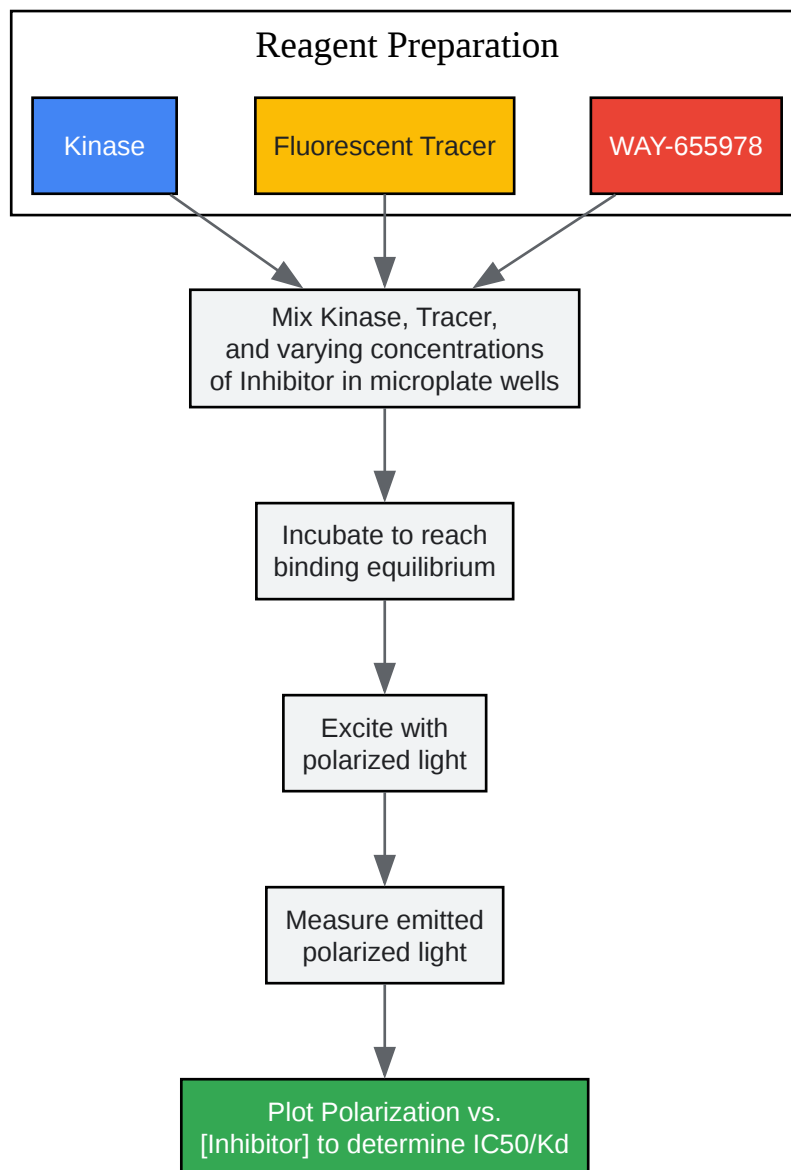 Reagent Preparation
Kinase
Fluorescent Tracer
WAY-655978
Mix Kinase, Tracer,
and varying concentrations
of Inhibitor in microplate wells
Incubate to reach
binding equilibrium
Excite with
polarized light
Measure emitted
polarized light
Plot Polarization vs.
[Inhibitor] to determine IC50/Kd